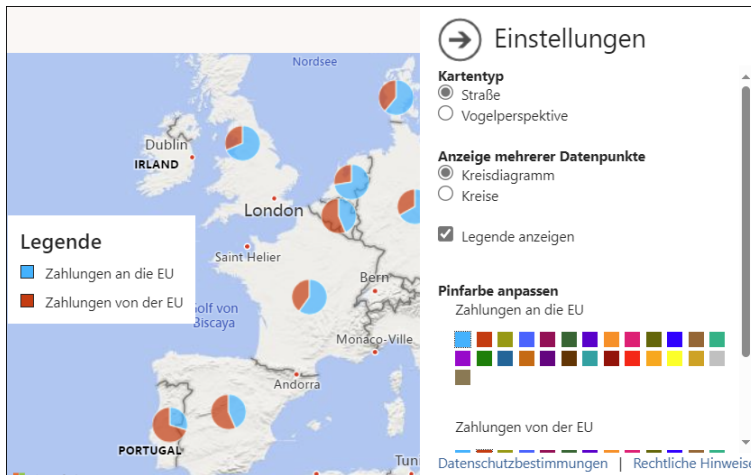 Nordsee
Dublin
IRLAND
London
Saint Helier
Bern
Golf von
Biscaya
Monaco-Ville
Andorra
PORTUGAL
Legende
Zahlungen an die EU
Zahlungen von der EU
Einstellungen
Kartentyp
Straße
Vogelperspektive
Anzeige mehrerer Datenpunkte
Kreisdiagramm
Kreise
Legende anzeigen
Pinfarbe anpassen
Zahlungen an die EU
Zahlungen von der EU
Datenschutzbestimmungen | Rechtliche Hinweise